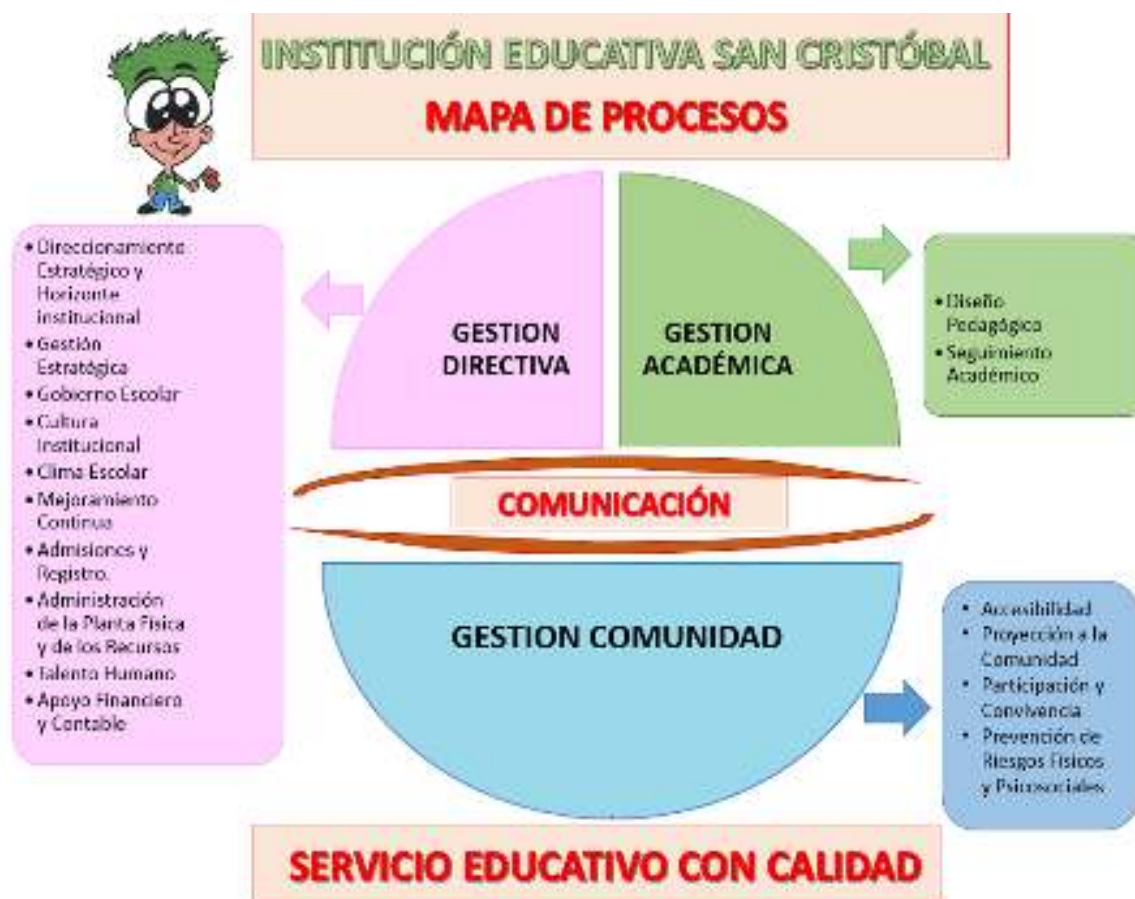 INSTITUCIÓN EDUCATIVA SAN CRISTÓBAL
MAPA DE PROCESOS
• Direccionamiento
Estratégico y
Horizonte
institucional
• Gestión
Estratégica
• Gobierno Escolar
• Cultura
Institucional
• Clima Escolar
• Mejoramiento
Continua
• Admisiones y
Registro.
• Administración
de la Planta Física
y de los Recursos
• Talento Humano
• Apoyo Financiero
y Contable
GESTION
DIRECTIVA
GESTION
ACADÉMICA
• Diseño
Pedagógico
• Seguimiento
Académico
COMUNICACIÓN
GESTION COMUNIDAD
• Accesibilidad
• Proyección a la
Comunidad
• Participación y
Convivencia
• Prevención de
Riesgos Físicos
y Psicosociales
SERVICIO EDUCATIVO CON CALIDAD